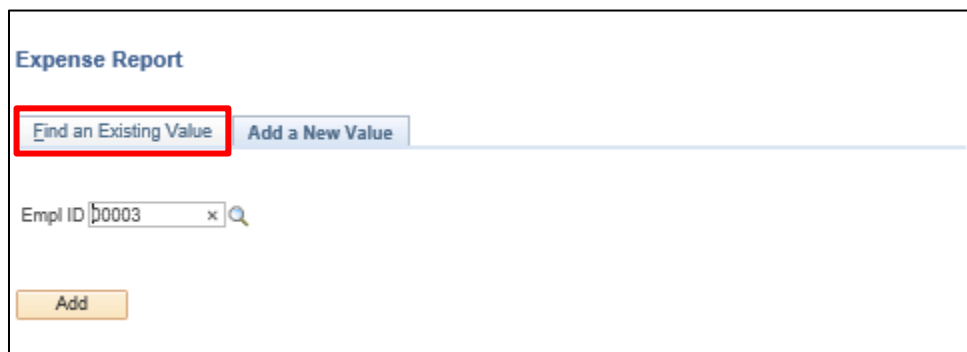 Expense Report
Find an Existing Value Add a New Value
Empl ID 00003 ×
Add